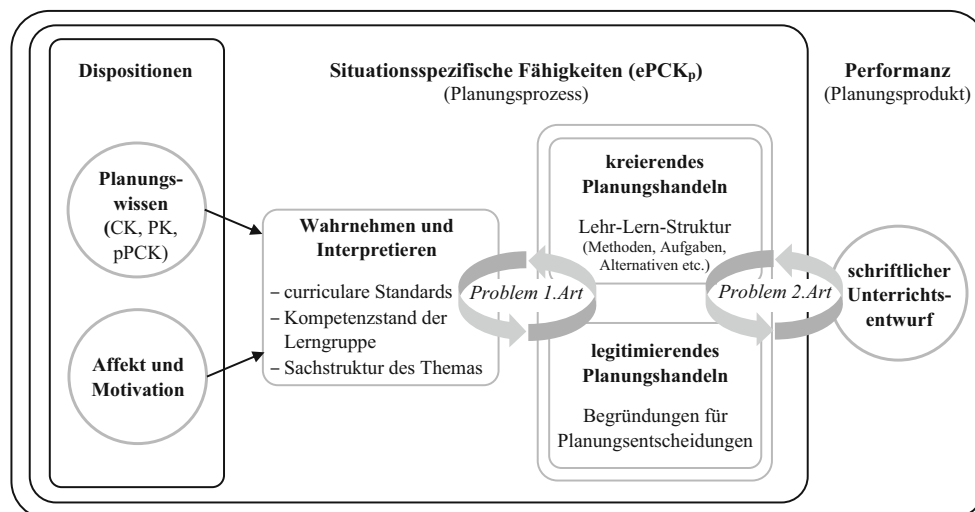 Dispositionen
Planungs-
wissen
(CK, PK,
pPCK)
Affekt und
Motivation
Situationsspezifische Fähigkeiten (ePCKp)
(Planungsprozess)
Wahrnehmen und
Interpretieren
– curriculare Standards
– Kompetenzstand der
Lerngruppe
– Sachstruktur des Themas
Problem 1.Art
kreierendes
Planungshandeln
Lehr-Lern-Struktur
(Methoden, Aufgaben,
Alternativen etc.)
legitimierendes
Planungshandeln
Begründungen für
Planungsentscheidungen
Problem 2.Art
Performanz
(Planungsprodukt)
schriftlicher
Unterrichts-
entwurf